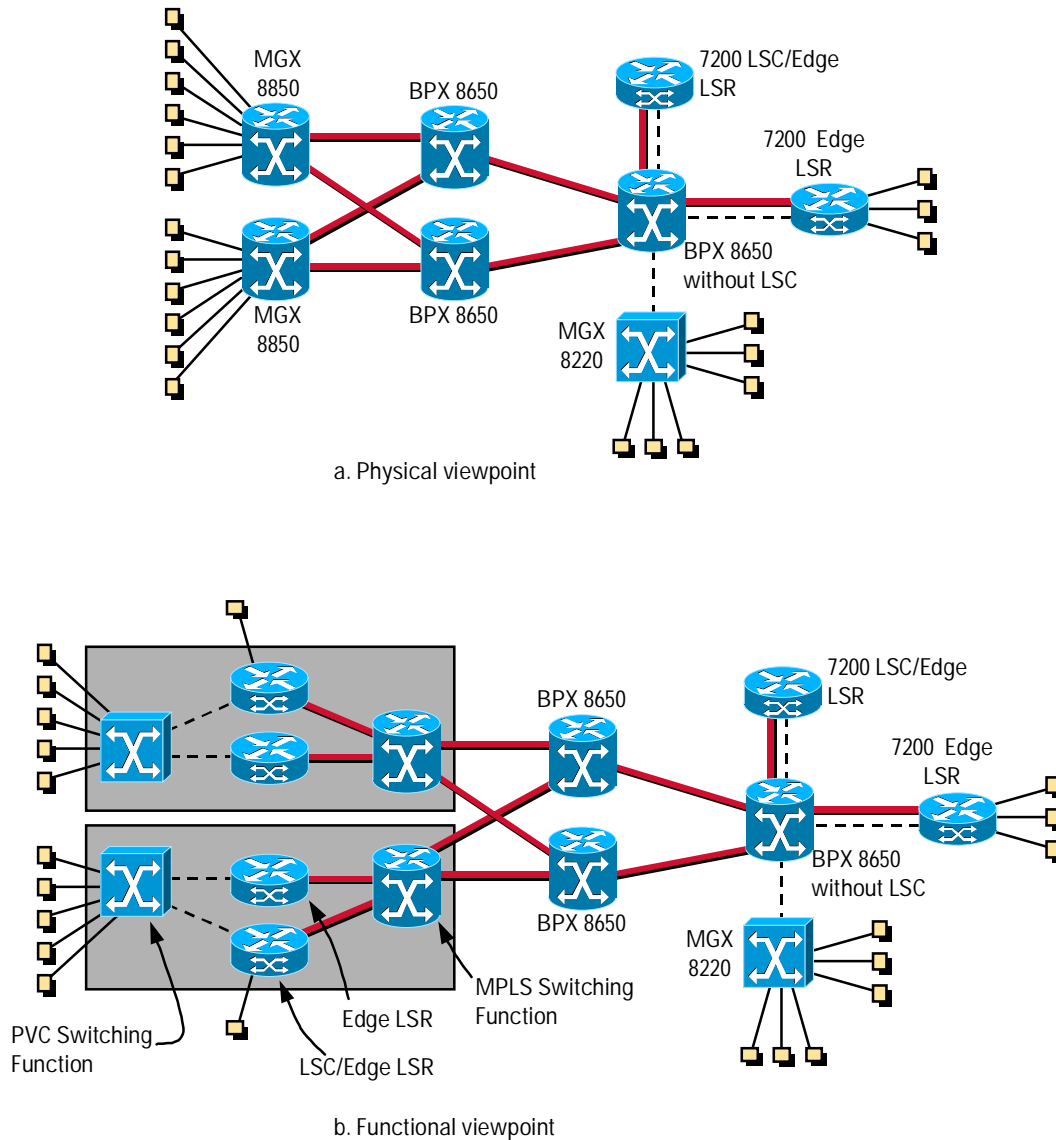 MGX
8850
BPX 8650
7200 LSC/Edge
LSR
7200 Edge
LSR
BPX 8650
without LSC
MGX
8850
BPX 8650
MGX
8220
a. Physical viewpoint
BPX 8650
7200 LSC/Edge
LSR
7200 Edge
LSR
BPX 8650
without LSC
BPX 8650
MGX
8220
MPLS Switching
Function
Edge LSR
PVC Switching
Function
LSC/Edge LSR
b. Functional viewpoint